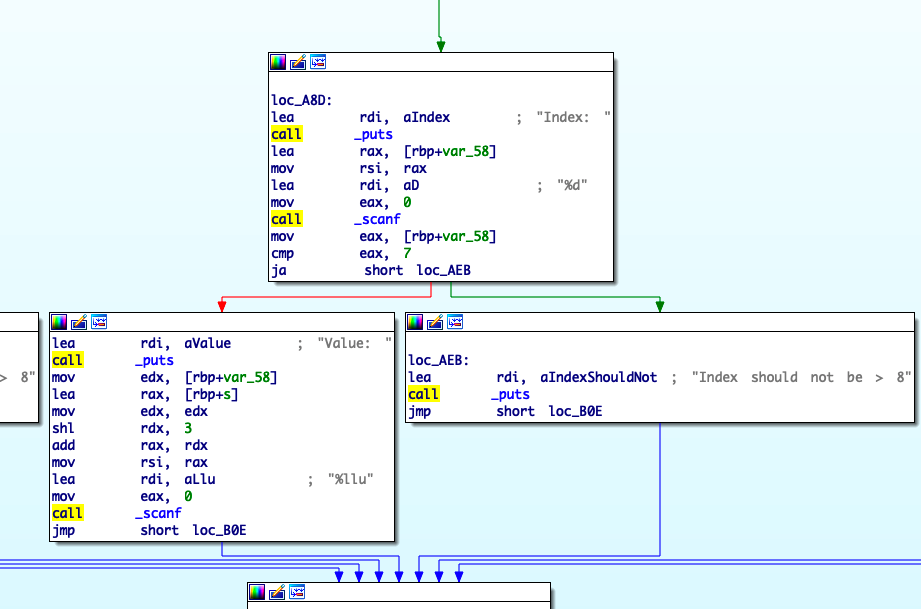 loc_A8D:
lea rdi, aIndex ; "Index: "
call _puts
lea rax, [rbp+var_58]
mov rsi, rax
lea rdi, aD ; "%d"
mov eax, 0
call _scanf
mov eax, [rbp+var_58]
cmp eax, 7
ja short loc_AEB
> 8"
lea rdi, aValue ; "Value: "
call _puts
mov edx, [rbp+var_58]
lea rax, [rbp+s]
mov edx, edx
shl rdx, 3
add rax, rdx
mov rsi, rax
lea rdi, aLlu ; "%llu"
mov eax, 0
call _scanf
jmp short loc_B0E
loc_AEB:
lea rdi, aIndexShouldNot ; "Index should not be > 8"
call _puts
jmp short loc_B0E